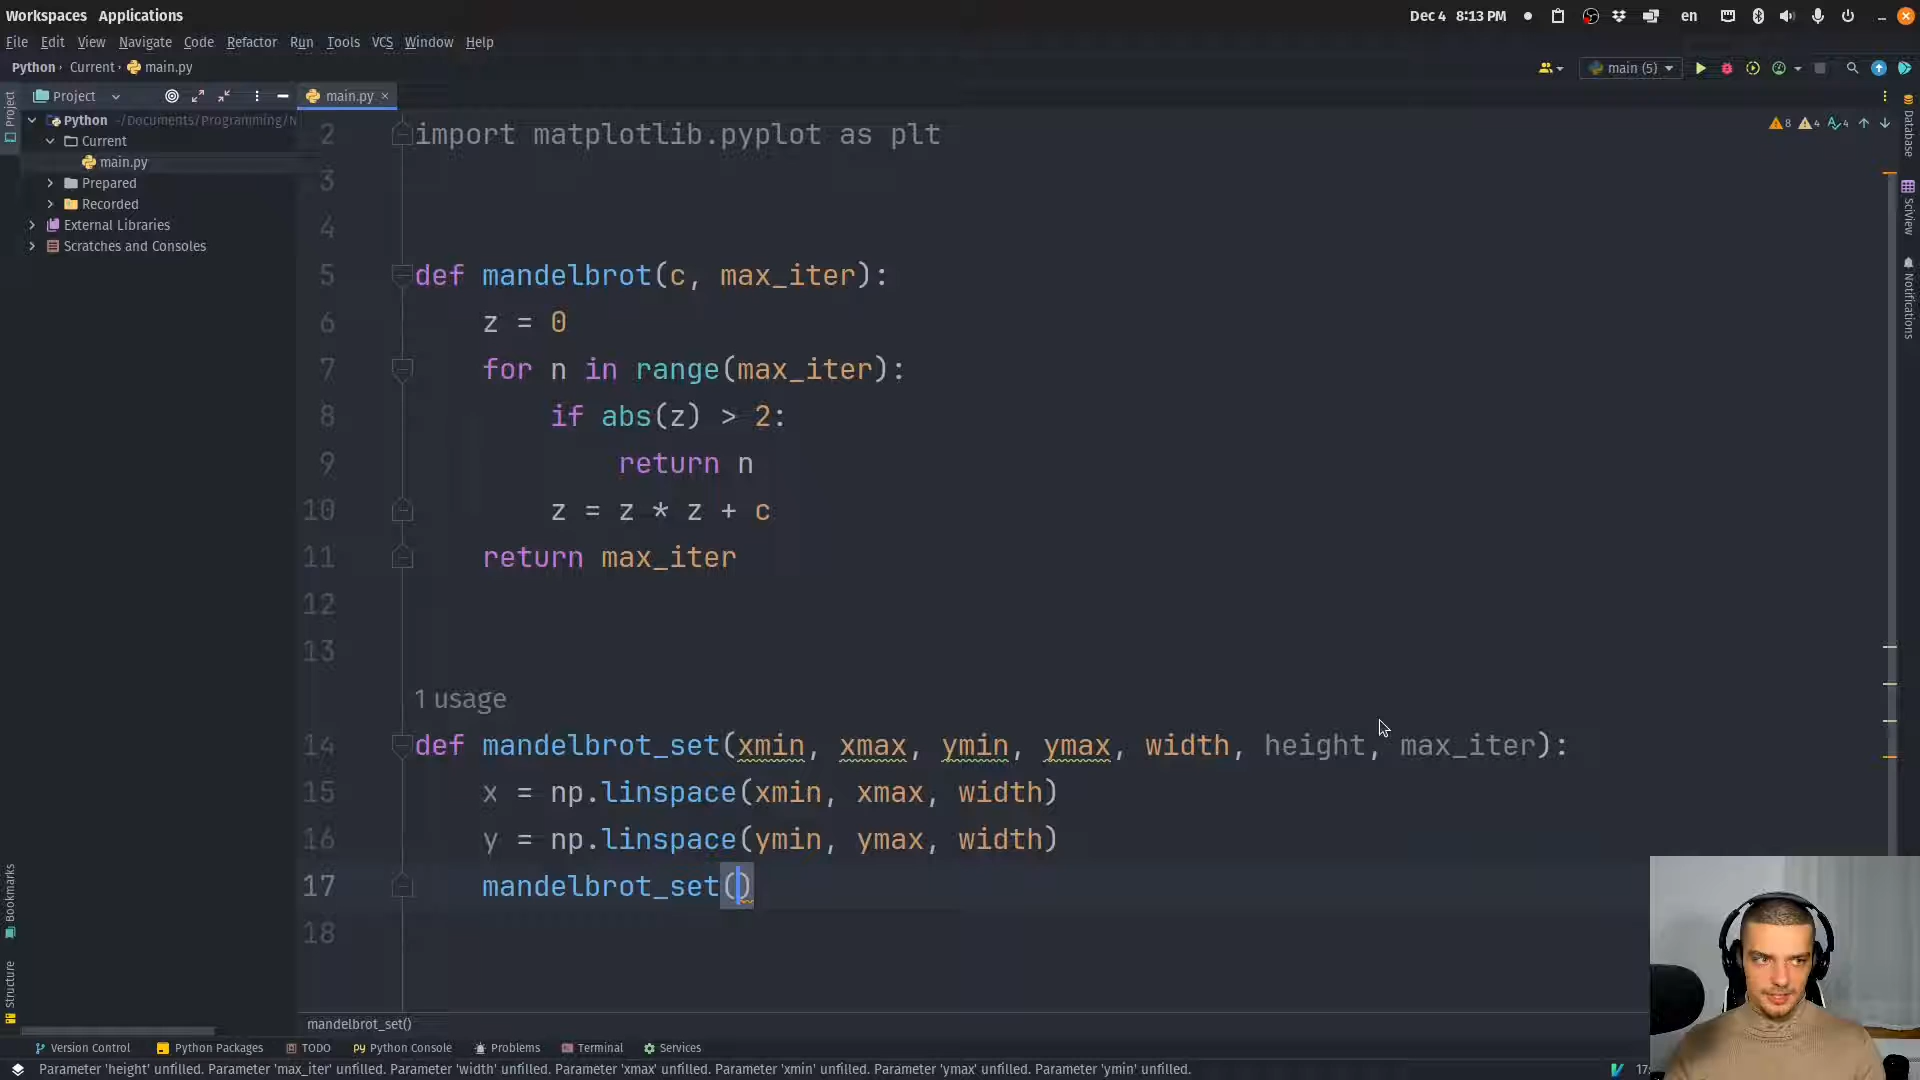 Workspaces Applications
Dec 4 8:13 PM
en
File Edit View Navigate Code Refactor Run Tools VCS Window Help
Python Current main.py
main (5)
Project
main.py
8 4 4
Python ~/Documents/Programming/N
Current
main.py
Prepared
Recorded
External Libraries
Scratches and Consoles
Project
Bookmarks
Structure
Database
SciView
Notifications
2 import matplotlib.pyplot as plt
3
4
5 def mandelbrot(c, max_iter):
6 z = 0
7 for n in range(max_iter):
8 if abs(z) > 2:
9 return n
10 z = z * z + c
11 return max_iter
12
13
1 usage
14 def mandelbrot_set(xmin, xmax, ymin, ymax, width, height, max_iter):
15 x = np.linspace(xmin, xmax, width)
16 y = np.linspace(ymin, ymax, width)
17 mandelbrot_set()
18
mandelbrot_set()
Version Control Python Packages TODO Python Console Problems Terminal Services
Parameter 'height' unfilled. Parameter 'max_iter' unfilled. Parameter 'width' unfilled. Parameter 'xmax' unfilled. Parameter 'xmin' unfilled. Parameter 'ymax' unfilled. Parameter 'ymin' unfilled.